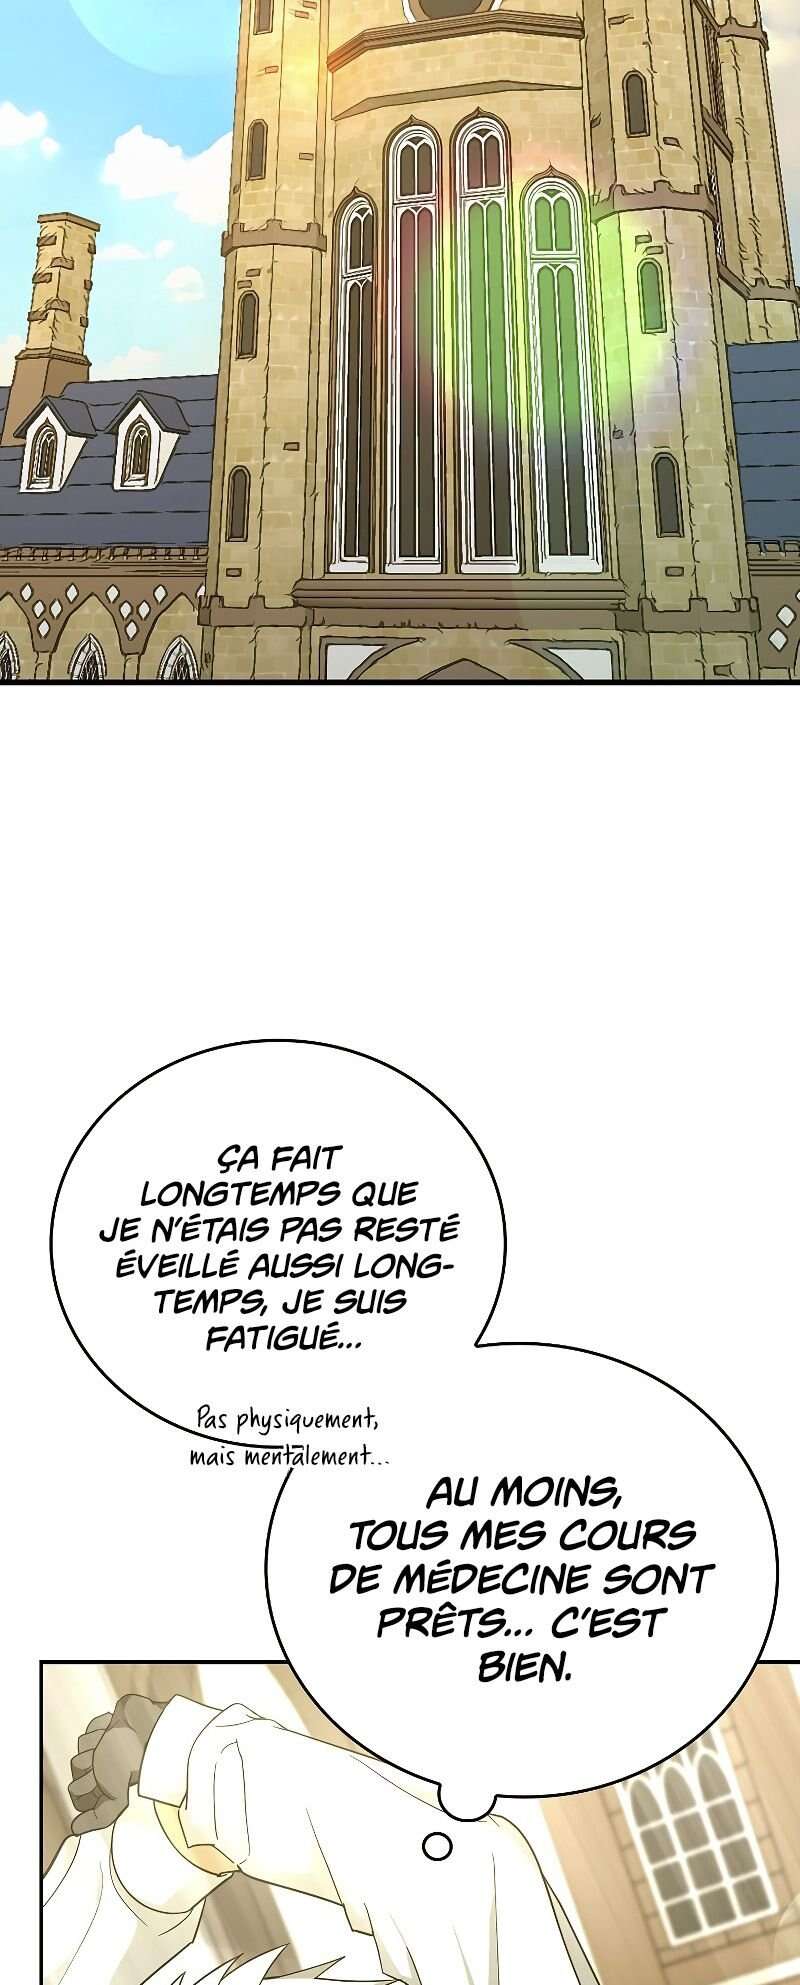 ÇA FAIT
LONGTEMPS QUE
JE N'ÉTAIS PAS RESTÉ
ÉVEILLÉ AUSSI LONG-
TEMPS, JE SUIS
FATIGUÉ...
Pas physiquement,
mais mentalement...
AU MOINS,
TOUS MES COURS
DE MÉDECINE SONT
PRÊTS... C'EST
BIEN.